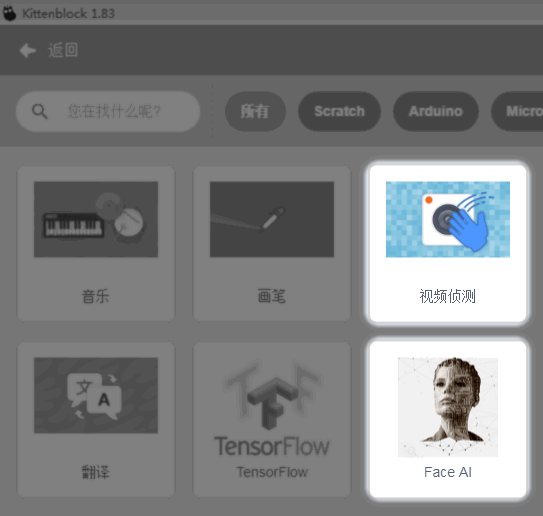 Kittenblock 1.83
返回
您在找什么呢?
所有
Scratch
Arduino
Micro
音乐
画笔
视频侦测
文
A
TensorFlow
翻译
TensorFlow
Face AI